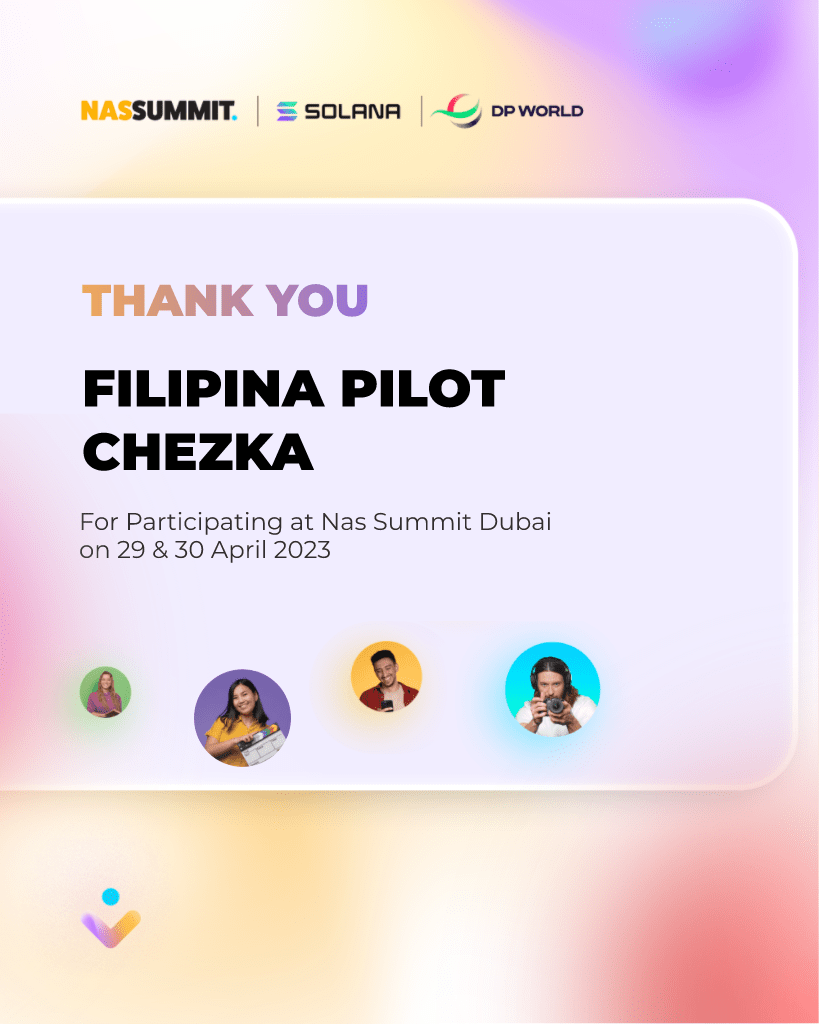 NASSUMMIT. | SOLANA | DP WORLD
THANK YOU
FILIPINA PILOT
CHEZKA
For Participating at Nas Summit Dubai
on 29 & 30 April 2023